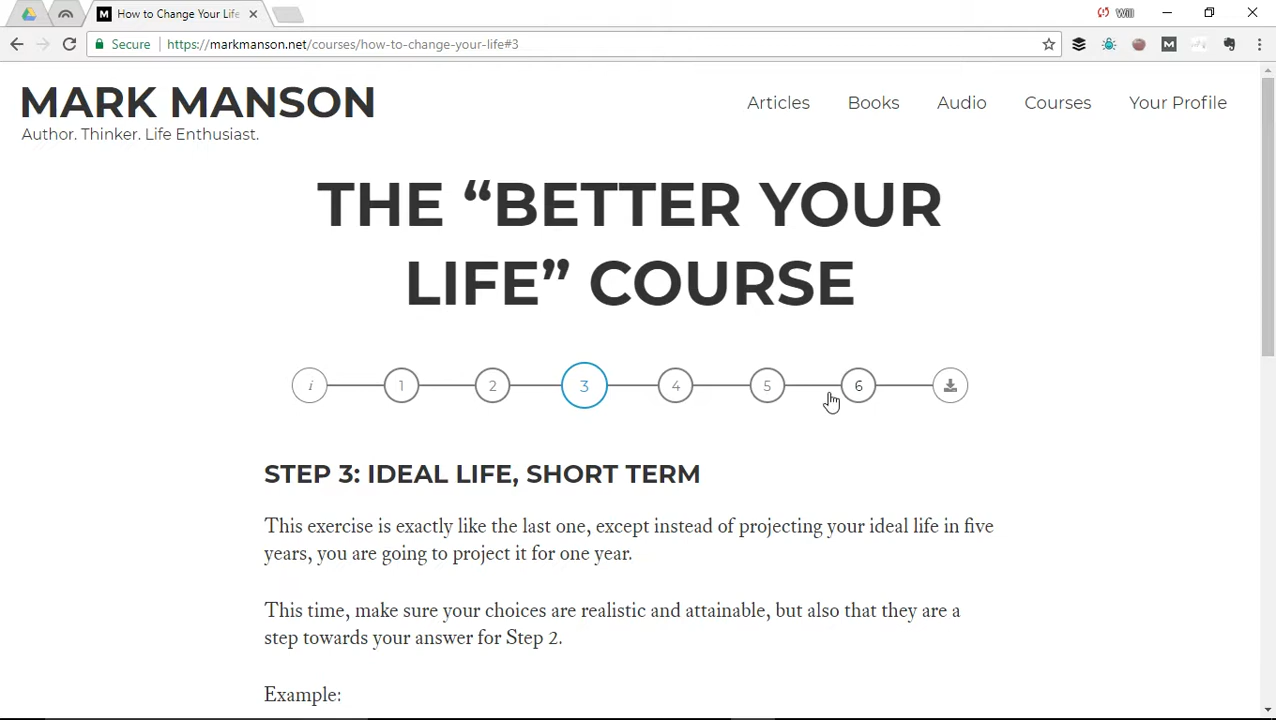 How to Change Your Life
Will
Secure
https://markmanson.net/courses/how-to-change-your-life#3
MARK MANSON
Author. Thinker. Life Enthusiast.
Articles
Books
Audio
Courses
Your Profile
THE “BETTER YOUR
LIFE” COURSE
i
1
2
3
4
5
6
STEP 3: IDEAL LIFE, SHORT TERM
This exercise is exactly like the last one, except instead of projecting your ideal life in five
years, you are going to project it for one year.
This time, make sure your choices are realistic and attainable, but also that they are a
step towards your answer for Step 2.
Example: